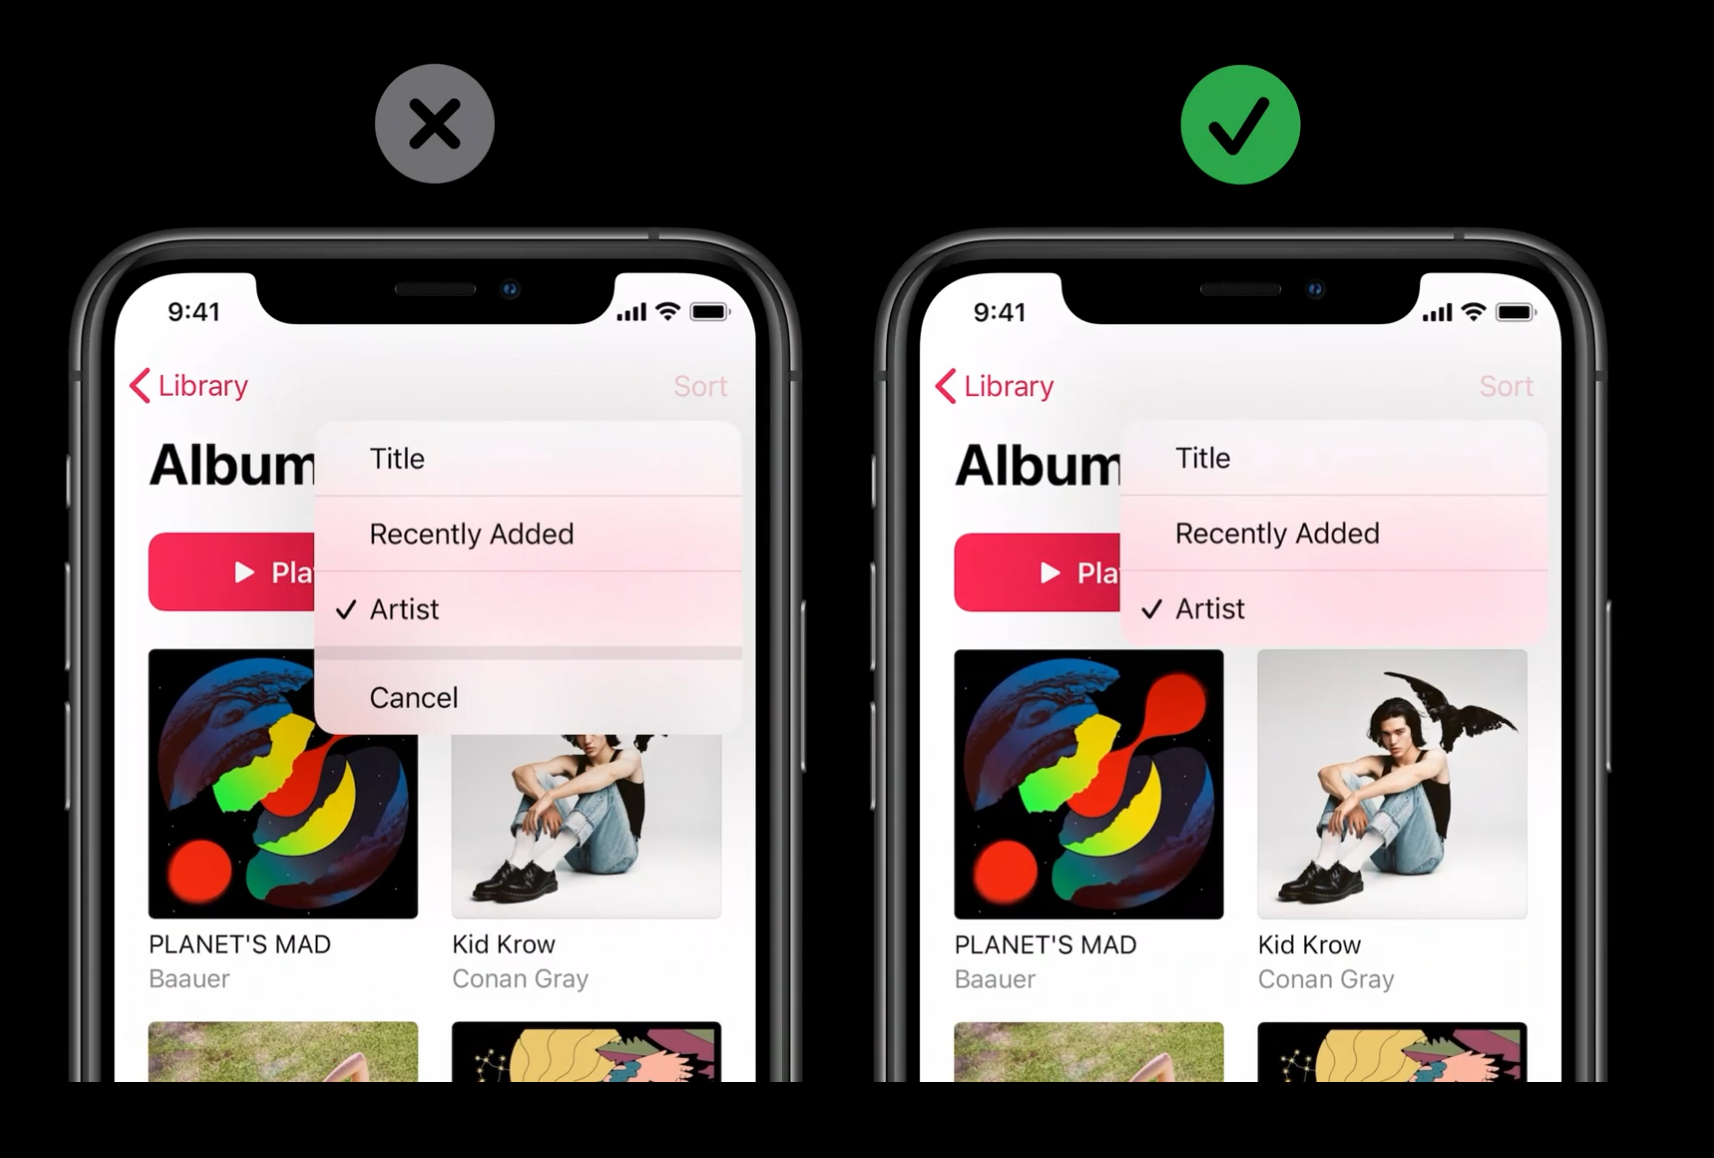 9:41
Library
Sort
Album
Title
Recently Added
Pla
Artist
Cancel
PLANET'S MAD
Baauer
Kid Krow
Conan Gray
9:41
Library
Sort
Album
Title
Recently Added
Pla
Artist
PLANET'S MAD
Baauer
Kid Krow
Conan Gray